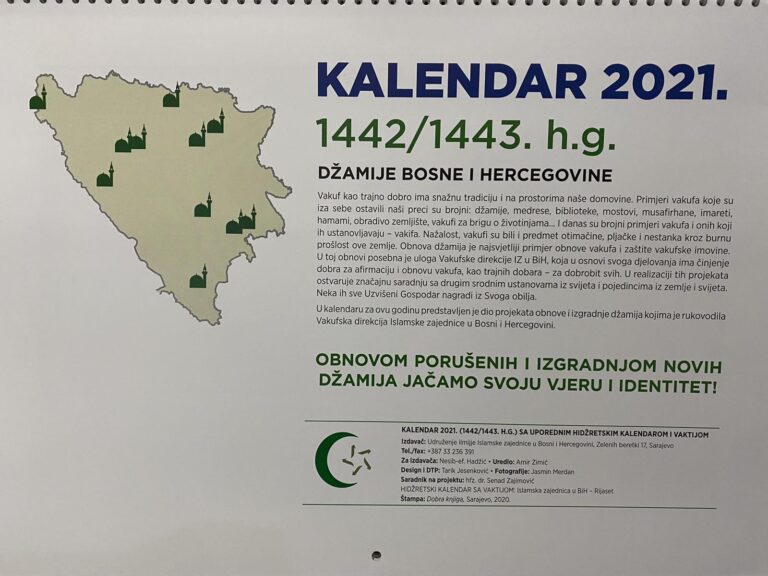 KALENDAR 2021.
1442/1443. h.g.
DŽAMIJE BOSNE I HERCEGOVINE
Vakuf kao trajno dobro ima snažnu tradiciju i na prostorima naše domovine. Primjeri vakufa koje su
iza sebe ostavili naši preci su brojni: džamije, medrese, biblioteke, mostovi, musafirhane, imareti,
hamami, obradivo zemljište, vakufi za brigu o životinjama... I danas su brojni primjeri vakufa i onih koji
ih ustanovljavaju – vakifa. Nažalost, vakufi su bili i predmet otimačine, pljačke i nestanka kroz burnu
prošlost ove zemlje. Obnova džamija je najsvjetliji primjer obnove vakufa i zaštite vakufske imovine.
U toj obnovi posebna je uloga Vakufske direkcije IZ u BiH, koja u osnovi svoga djelovanja ima činjenje
dobra za afirmaciju i obnovu vakufa, kao trajnih dobara – za dobrobit svih. U realizaciji tih projekata
ostvaruje značajnu saradnju sa drugim srodnim ustanovama iz svijeta i pojedincima iz zemlje i svijeta.
Neka ih sve Uzvišeni Gospodar nagradi iz Svoga obilja.
U kalendaru za ovu godinu predstavljen je dio projekata obnove i izgradnje džamija kojima je rukovodila
Vakufska direkcija Islamske zajednice u Bosni i Hercegovini.
OBNOVOM PORUŠENIH I IZGRADNJOM NOVIH
DŽAMIJA JAČAMO SVOJU VJERU I IDENTITET!
KALENDAR 2021. (1442/1443. H.G.) SA UPOREDNIM HIDŽRETSKIM KALENDAROM I VAKTIJOM
Izdavač: Udruženje ilmijje Islamske zajednice u Bosni i Hercegovini, Zelenih beretki 17, Sarajevo
Tel./fax: +387 33 236 391
Za izdavača: Nesib-ef. Hadžić • Uredio: Amir Zimić
Design i DTP: Tarik Jesenković • Fotografije: Jasmin Merdan
Saradnik na projektu: hfz. dr. Senad Zajimović
HIDŽRETSKI KALENDAR SA VAKTIJOM: Islamska zajednica u BiH – Rijaset
Štampa: Dobra knjiga, Sarajevo, 2020.